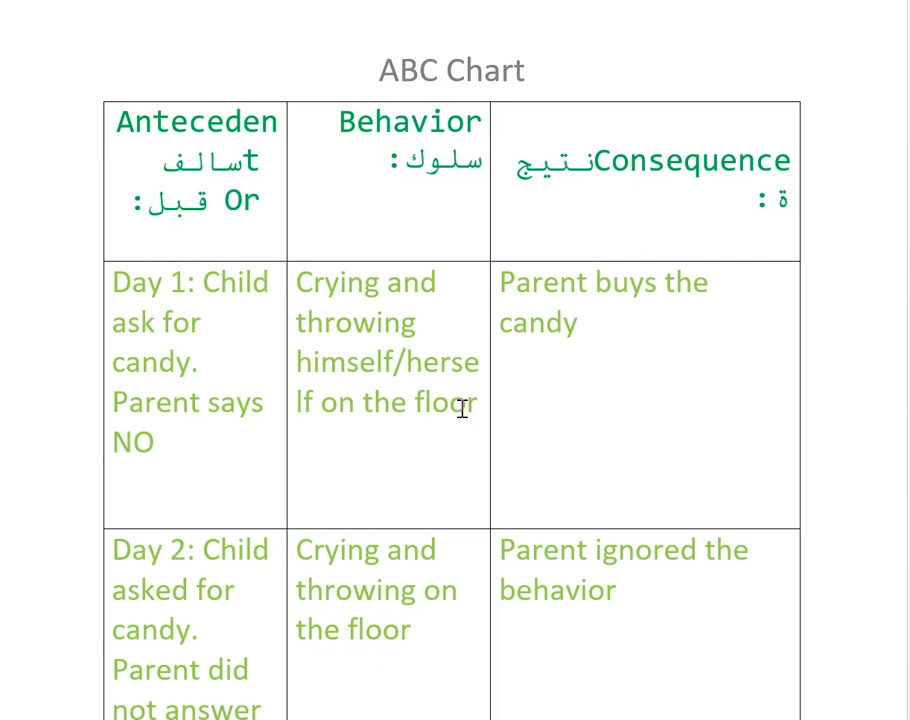 ABC Chart
Anteceden
tسالف
Or قبل:
Behavior
سلوك:
Consequenceنتيج
ة:
Day 1: Child
ask for
candy.
Parent says
NO
Crying and
throwing
himself/herse
lf on the floor
Parent buys the
candy
Day 2: Child
asked for
candy.
Parent did
not answer
Crying and
throwing on
the floor
Parent ignored the
behavior